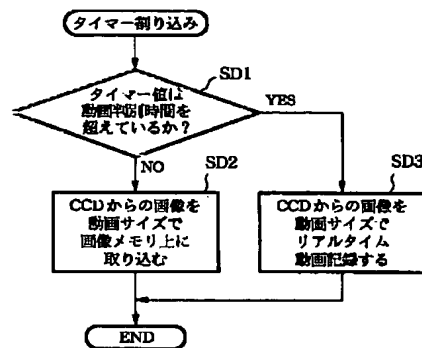 タイマー割り込み
SD1
タイマー値は
動画判別時間を
超えているか?
YES
NO
SD2
CCDからの画像を
動画サイズで
画像メモリ上に
取り込む
SD3
CCDからの画像を
動画サイズで
リアルタイム
動画記録する
END